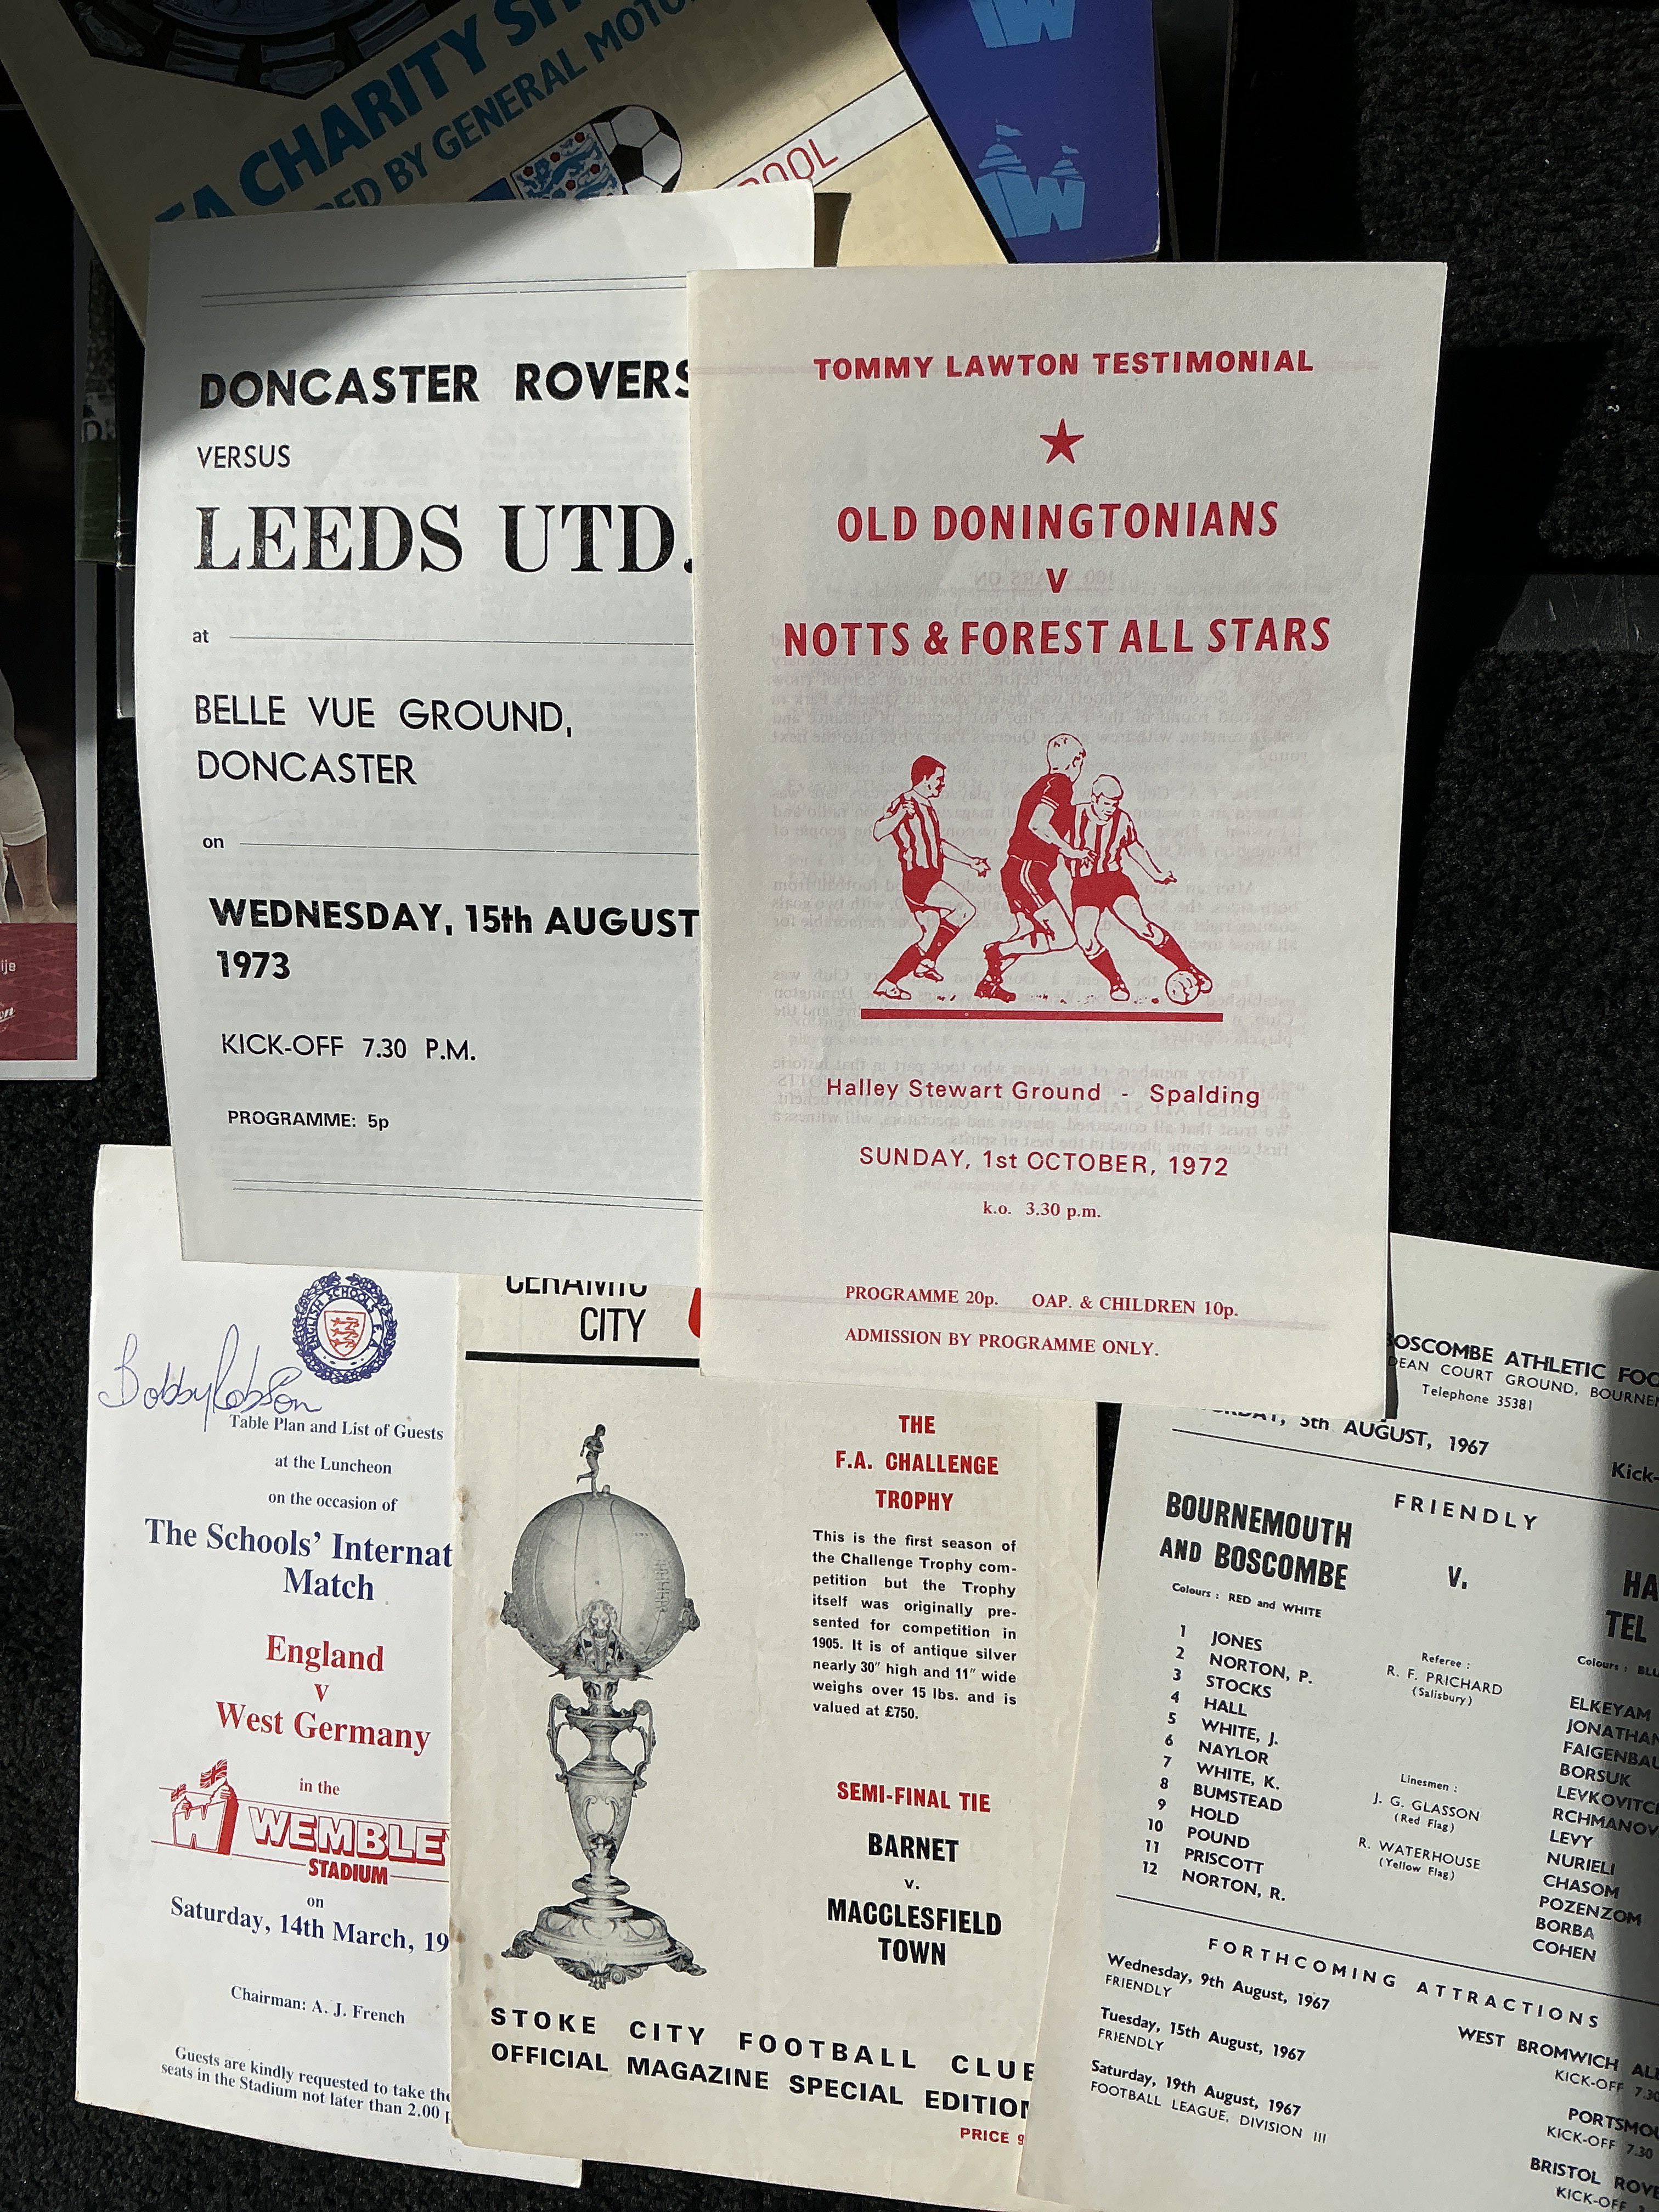 FA CHARITY SH
RED BY GENERAL MOTO
POOL
W
W
DONCASTER ROVERS
VERSUS
LEEDS UTD.
at
BELLE VUE GROUND,
DONCASTER
on
WEDNESDAY, 15th AUGUST
1973
KICK-OFF 7.30 P.M.
PROGRAMME: 5p
TOMMY LAWTON TESTIMONIAL
OLD DONINGTONIANS
V
NOTTS & FOREST ALL STARS
Halley Stewart Ground - Spalding
SUNDAY, 1st OCTOBER, 1972
k.o. 3.30 p.m.
PROGRAMME 20p. OAP. & CHILDREN 10p.
ADMISSION BY PROGRAMME ONLY.
ije
ENGLISH SCHOOLS F.A.
Bobby Robson
Table Plan and List of Guests
at the Luncheon
on the occasion of
The Schools' Internat
Match
England
v
West Germany
in the
W WEMBLEY
STADIUM
on
Saturday, 14th March, 19
Chairman: A. J. French
Guests are kindly requested to take the
seats in the Stadium not later than 2.00 p
CERAMIC
CITY
THE
F.A. CHALLENGE
TROPHY
This is the first season of
the Challenge Trophy com-
petition but the Trophy
itself was originally pre-
sented for competition in
1905. It is of antique silver
nearly 30" high and 11" wide
weighs over 15 lbs. and is
valued at £750.
SEMI-FINAL TIE
BARNET
v.
MACCLESFIELD
TOWN
STOKE CITY FOOTBALL CLUB
OFFICIAL MAGAZINE SPECIAL EDITION
PRICE 9
BOSCOMBE ATHLETIC FOO
DEAN COURT GROUND, BOURNEM
Telephone 35381
URDAY, 5th AUGUST, 1967
Kick-
FRIENDLY
BOURNEMOUTH
AND BOSCOMBE
V.
HA
TEL
Colours : RED and WHITE
Colours : BLU
1 JONES
2 NORTON, P.
3 STOCKS
4 HALL
5 WHITE, J.
6 NAYLOR
7 WHITE, K.
8 BUMSTEAD
9 HOLD
10 POUND
11 PRISCOTT
12 NORTON, R.
Referee :
R. F. PRICHARD
(Salisbury)
Linesmen :
J. G. GLASSON
(Red Flag)
R. WATERHOUSE
(Yellow Flag)
ELKEYAM
JONATHAN
FAIGENBAU
BORSUK
LEVKOVITC
RCHMANOV
LEVY
NURIELI
CHASOM
POZENZOM
BORBA
COHEN
FORTHCOMING ATTRACTIONS
Wednesday, 9th August, 1967
FRIENDLY
WEST BROMWICH AL
KICK-OFF 7.30
Tuesday, 15th August, 1967
FRIENDLY
PORTSMOU
KICK-OFF 7.30
Saturday, 19th August, 1967
FOOTBALL LEAGUE, DIVISION III
BRISTOL ROVE
KICK-OFF